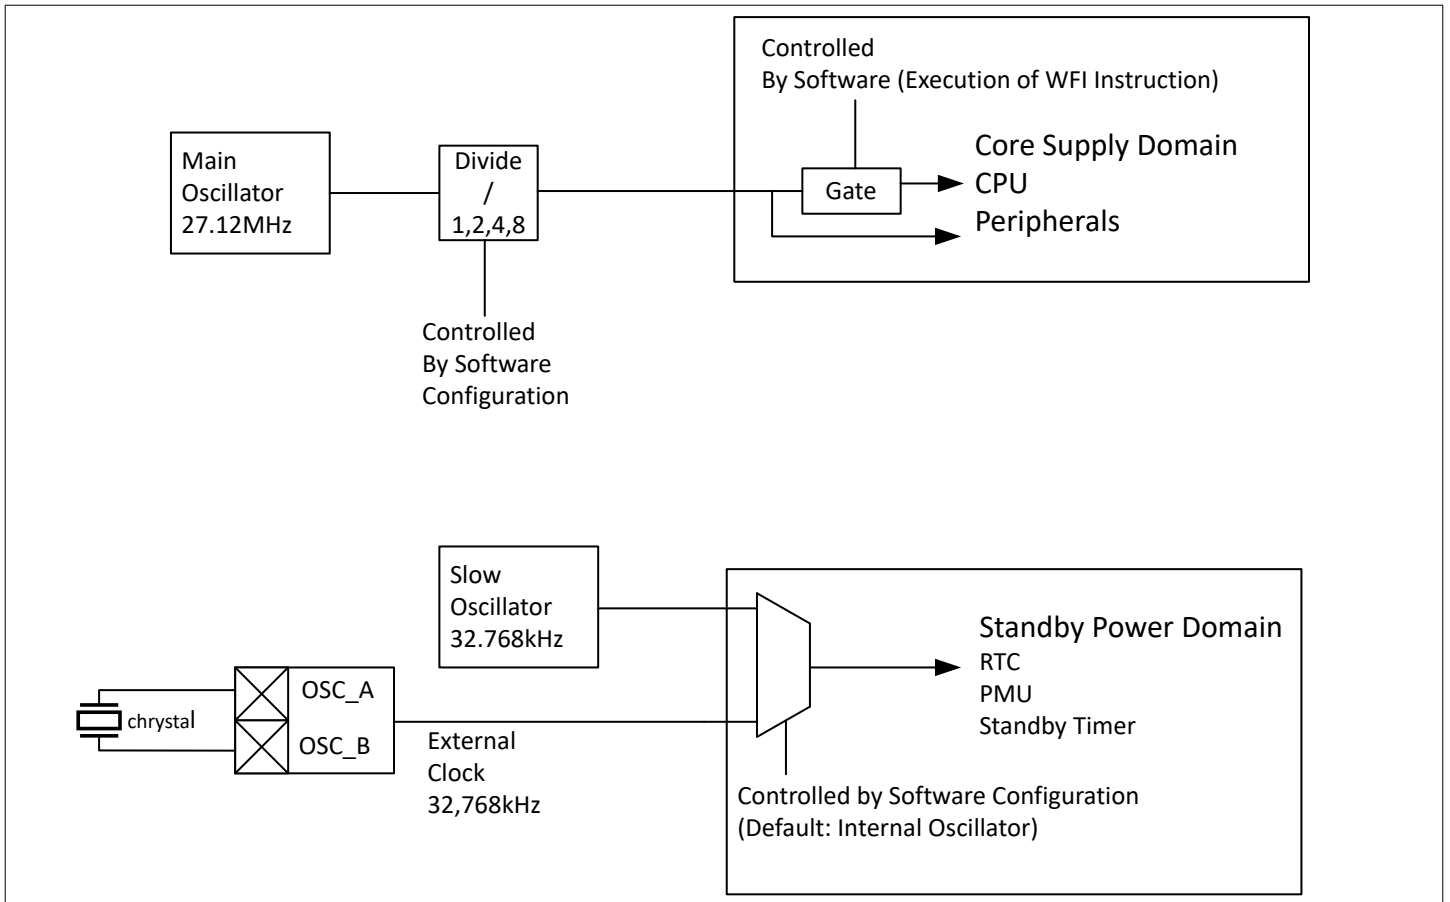 Controlled
By Software (Execution of WFI Instruction)
Main
Oscillator
27.12MHz
Divide
/
1,2,4,8
Gate
Core Supply Domain
CPU
Peripherals
Controlled
By Software
Configuration
Slow
Oscillator
32.768kHz
chrystal
OSC_A
OSC_B
External
Clock
32,768kHz
Standby Power Domain
RTC
PMU
Standby Timer
Controlled by Software Configuration
(Default: Internal Oscillator)